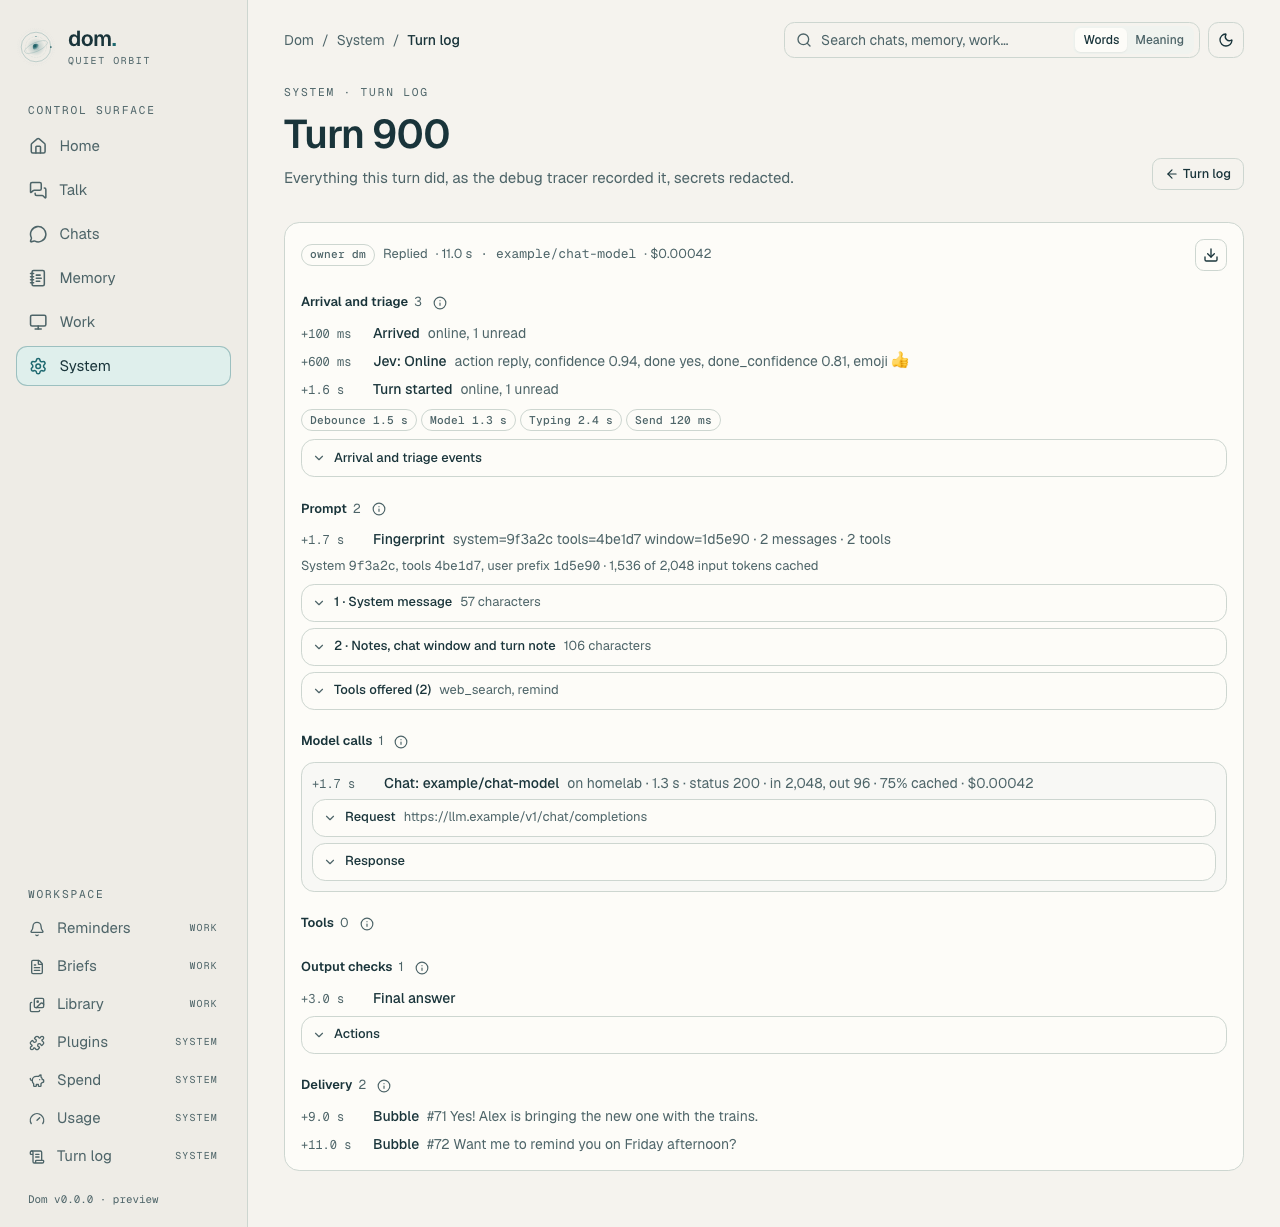 dom.
QUIET ORBIT
CONTROL SURFACE
Home
Talk
Chats
Memory
Work
System
WORKSPACE
Reminders WORK
Briefs WORK
Library WORK
Plugins SYSTEM
Spend SYSTEM
Usage SYSTEM
Turn log SYSTEM
Dom v0.0.0 · preview
Dom / System / Turn log
Search chats, memory, work… Words Meaning
SYSTEM · TURN LOG
Turn 900
Everything this turn did, as the debug tracer recorded it, secrets redacted.
← Turn log
owner dm Replied · 11.0 s · example/chat-model · $0.00042
Arrival and triage 3
+100 ms Arrived online, 1 unread
+600 ms Jev: Online action reply, confidence 0.94, done yes, done_confidence 0.81, emoji 👍
+1.6 s Turn started online, 1 unread
Debounce 1.5 s Model 1.3 s Typing 2.4 s Send 120 ms
Arrival and triage events
Prompt 2
+1.7 s Fingerprint system=9f3a2c tools=4be1d7 window=1d5e90 · 2 messages · 2 tools
System 9f3a2c, tools 4be1d7, user prefix 1d5e90 · 1,536 of 2,048 input tokens cached
1 · System message 57 characters
2 · Notes, chat window and turn note 106 characters
Tools offered (2) web_search, remind
Model calls 1
+1.7 s Chat: example/chat-model on homelab · 1.3 s · status 200 · in 2,048, out 96 · 75% cached · $0.00042
Request https://llm.example/v1/chat/completions
Response
Tools 0
Output checks 1
+3.0 s Final answer
Actions
Delivery 2
+9.0 s Bubble #71 Yes! Alex is bringing the new one with the trains.
+11.0 s Bubble #72 Want me to remind you on Friday afternoon?